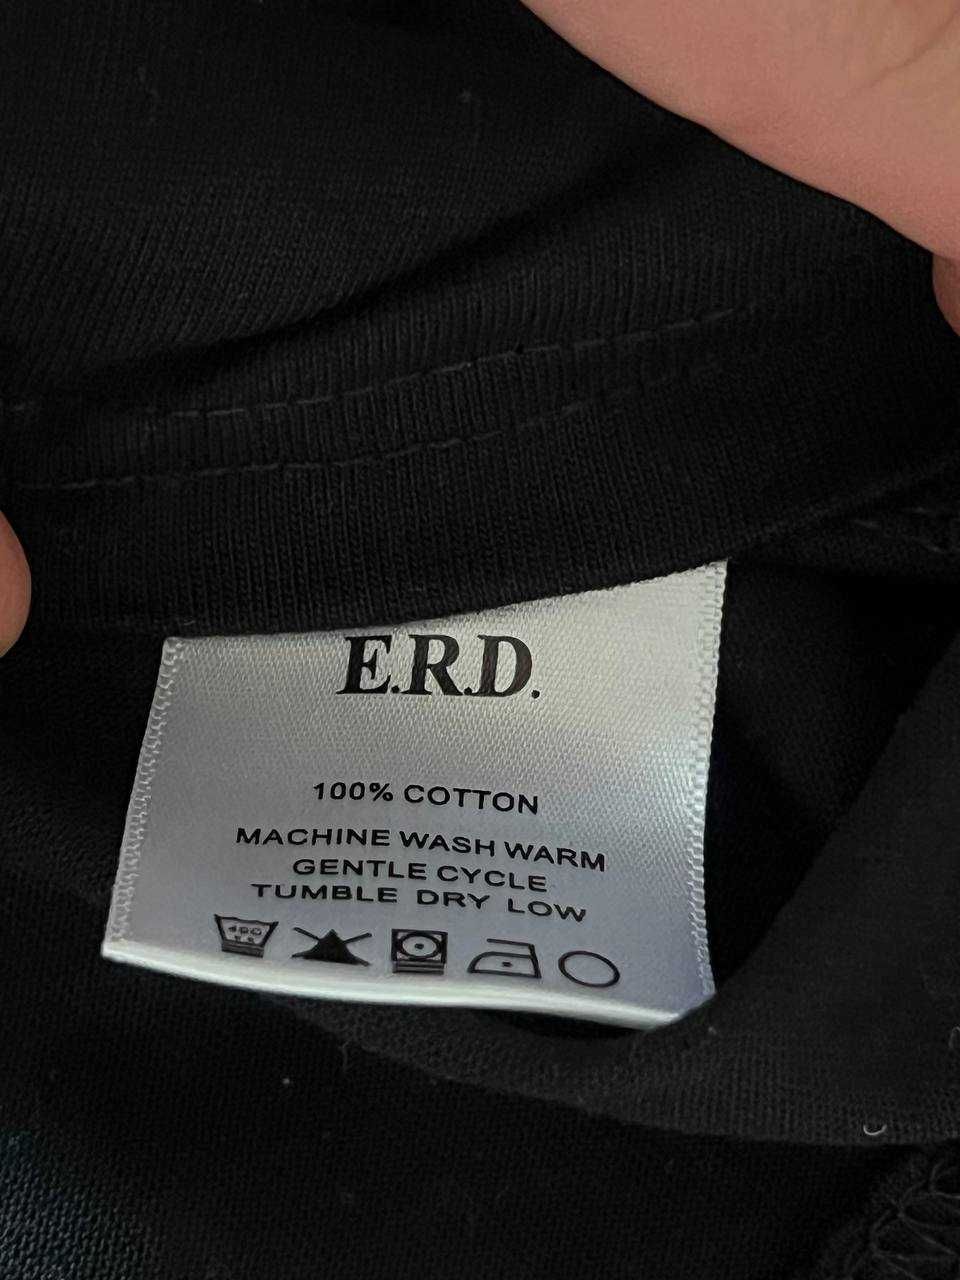 E.R.D.
100% COTTON
MACHINE WASH WARM
GENTLE CYCLE
TUMBLE DRY LOW